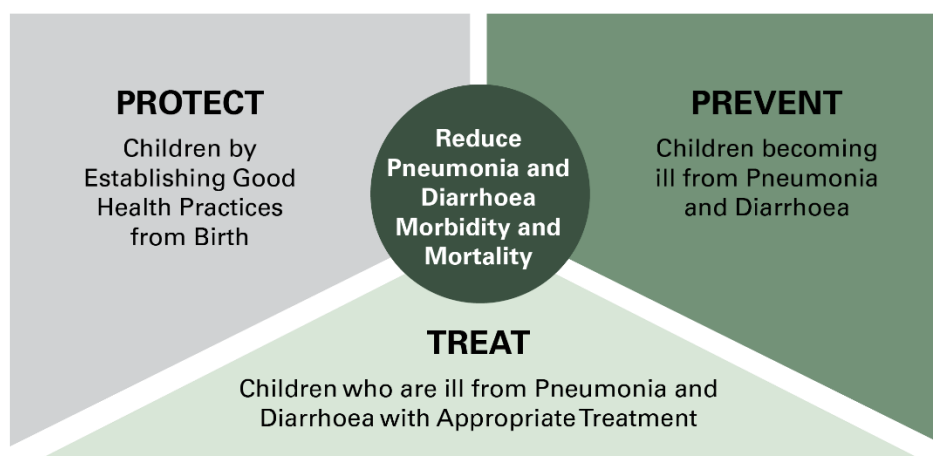 PROTECT
Children by
Establishing Good
Health Practices
from Birth
Reduce
Pneumonia and
Diarrhoea
Morbidity and
Mortality
PREVENT
Children becoming
ill from Pneumonia
and Diarrhoea
TREAT
Children who are ill from Pneumonia and
Diarrhoea with Appropriate Treatment